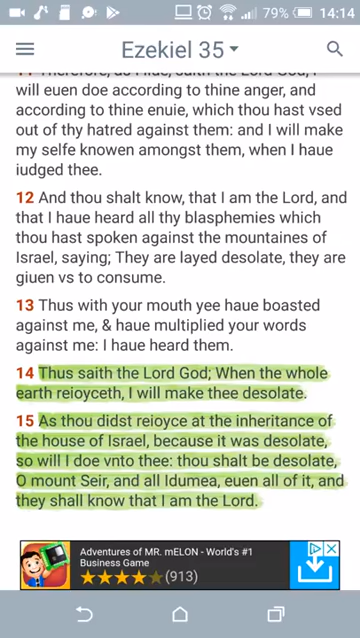 79% 14:14
Ezekiel 35
11 Therefore, as I liue, saith the Lord God, I
will euen doe according to thine anger, and
according to thine enuie, which thou hast vsed
out of thy hatred against them: and I will make
my selfe knowen amongst them, when I haue
iudged thee.
12 And thou shalt know, that I am the Lord, and
that I haue heard all thy blasphemies which
thou hast spoken against the mountaines of
Israel, saying; They are layed desolate, they are
giuen vs to consume.
13 Thus with your mouth yee haue boasted
against me, & haue multiplied your words
against me: I haue heard them.
14 Thus saith the Lord God; When the whole
earth reioyceth, I will make thee desolate.
15 As thou didst reioyce at the inheritance of
the house of Israel, because it was desolate,
so will I doe vnto thee: thou shalt be desolate,
O mount Seir, and all Idumea, euen all of it, and
they shall know that I am the Lord.
Adventures of MR. mELON - World's #1
Business Game
(913)